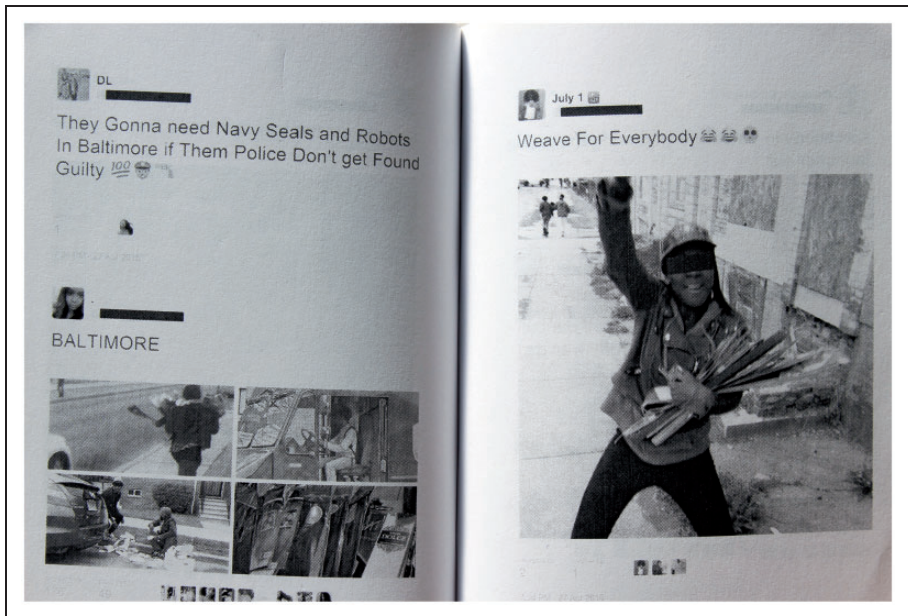 DL
They Gonna need Navy Seals and Robots
In Baltimore if Them Police Don't get Found
Guilty 💯
BALTIMORE
July 1
Weave For Everybody